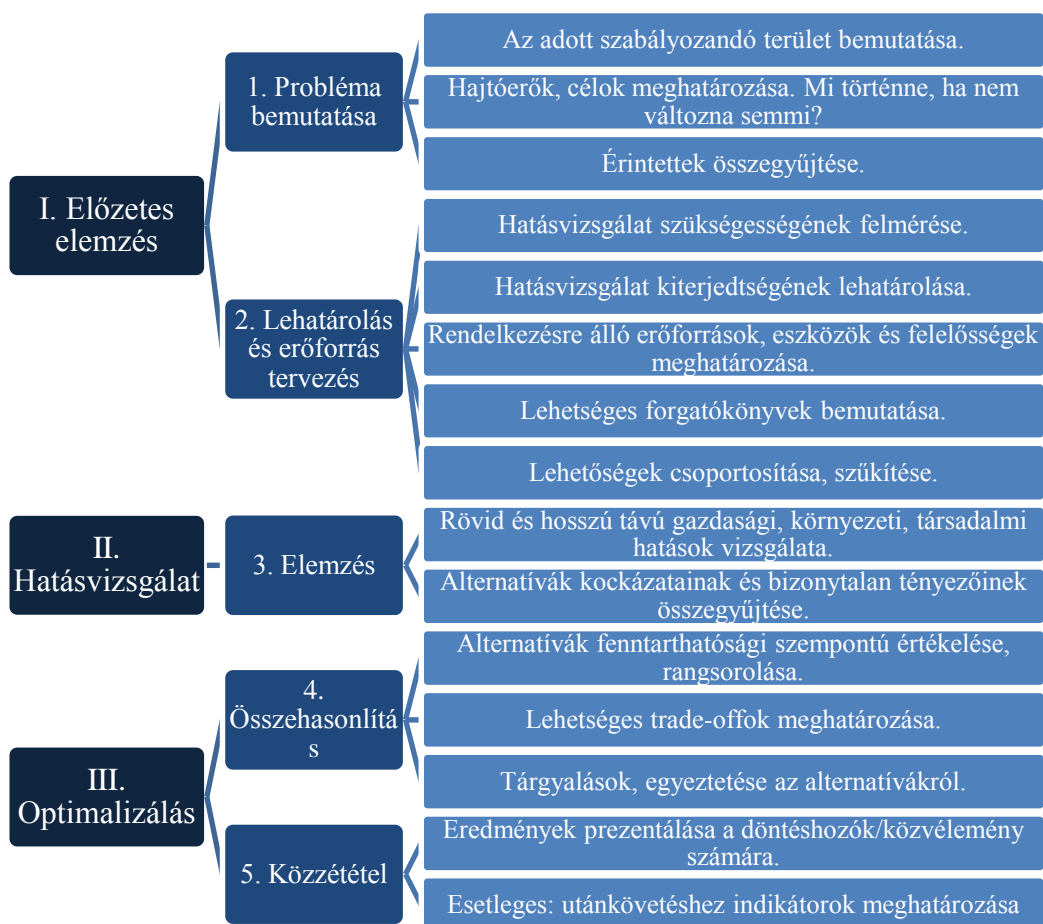 I. Előzetes
elemzés
1. Probléma
bemutatása
Az adott szabályozandó terület bemutatása.
Hajtóerők, célok meghatározása. Mi történne, ha nem
változna semmi?
Érintettek összegyűjtése.
2. Lehatárolás
és erőforrás
tervezés
Hatásvizsgálat szükségességének felmérése.
Hatásvizsgálat kiterjedtségének lehatárolása.
Rendelkezésre álló erőforrások, eszközök és felelősségek
meghatározása.
Lehetséges forgatókönyvek bemutatása.
Lehetőségek csoportosítása, szűkítése.
II.
Hatásvizsgálat
3. Elemzés
Rövid és hosszú távú gazdasági, környezeti, társadalmi
hatások vizsgálata.
Alternatívák kockázatainak és bizonytalan tényezőinek
összegyűjtése.
III.
Optimalizálás
4.
Összehasonlítá
s
Alternatívák fenntarthatósági szempontú értékelése,
rangsorolása.
Lehetséges trade-offok meghatározása.
Tárgyalások, egyeztetése az alternatívákról.
5. Közzététel
Eredmények prezentálása a döntéshozók/közvélemény
számára.
Esetleges: utánkövetéshez indikátorok meghatározása